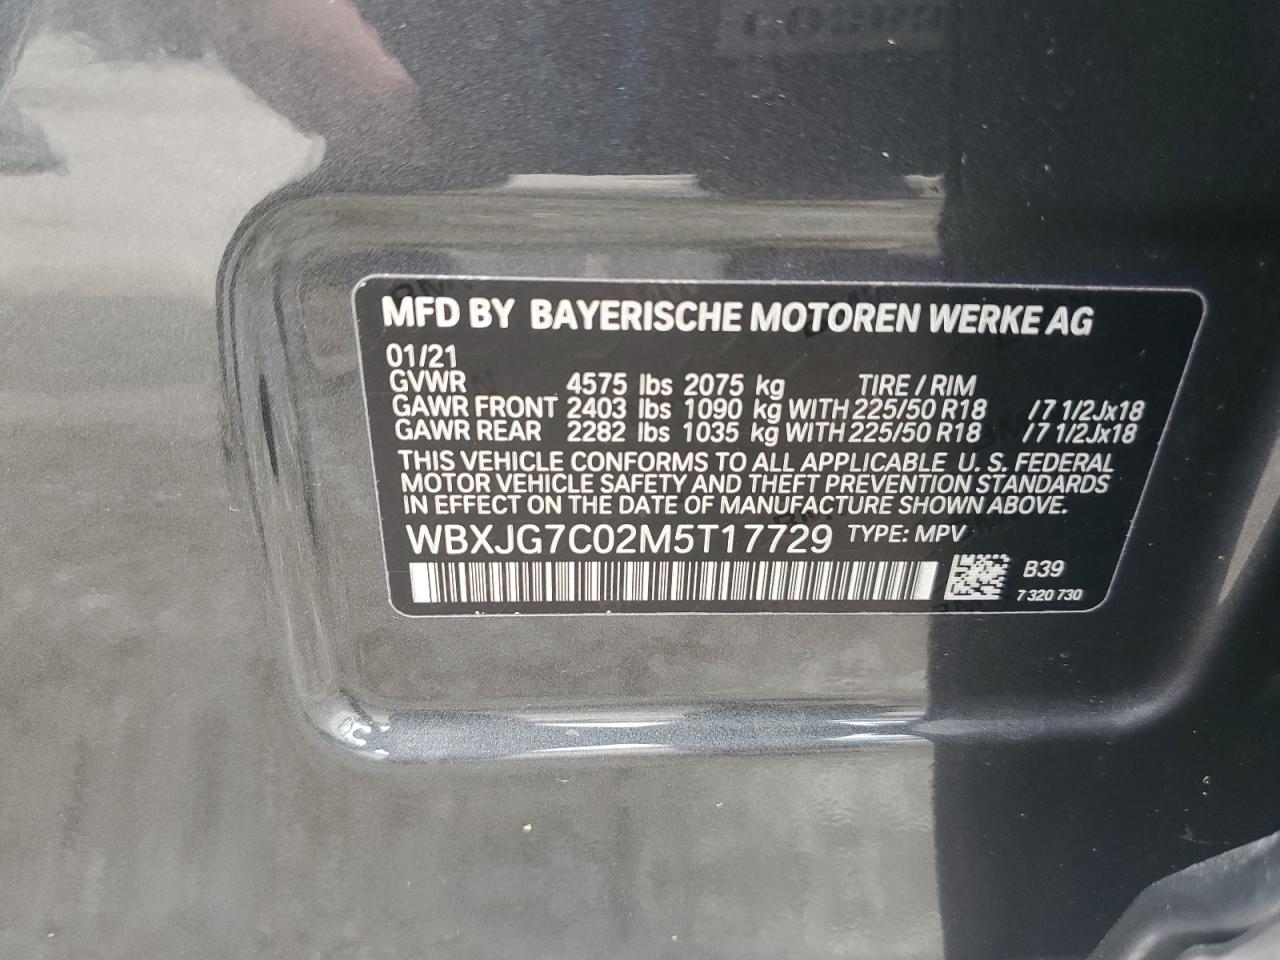 MFD BY BAYERISCHE MOTOREN WERKE AG
01/21
GVWR 4575 lbs 2075 kg TIRE / RIM
GAWR FRONT 2403 lbs 1090 kg WITH 225/50 R18 /7 1/2Jx18
GAWR REAR 2282 lbs 1035 kg WITH 225/50 R18 /7 1/2Jx18
THIS VEHICLE CONFORMS TO ALL APPLICABLE U. S. FEDERAL
MOTOR VEHICLE SAFETY AND THEFT PREVENTION STANDARDS
IN EFFECT ON THE DATE OF MANUFACTURE SHOWN ABOVE.
WBXJG7C02M5T17729 TYPE: MPV
B39
7 320 730